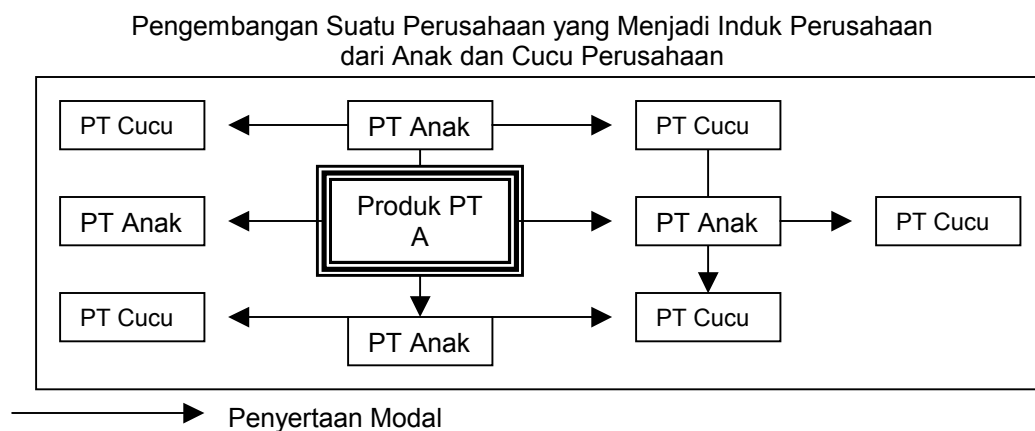 Pengembangan Suatu Perusahaan yang Menjadi Induk Perusahaan
dari Anak dan Cucu Perusahaan
PT Cucu
PT Anak
PT Cucu
PT Anak
Produk PT
A
PT Anak
PT Cucu
PT Cucu
PT Anak
PT Cucu
Penyertaan Modal